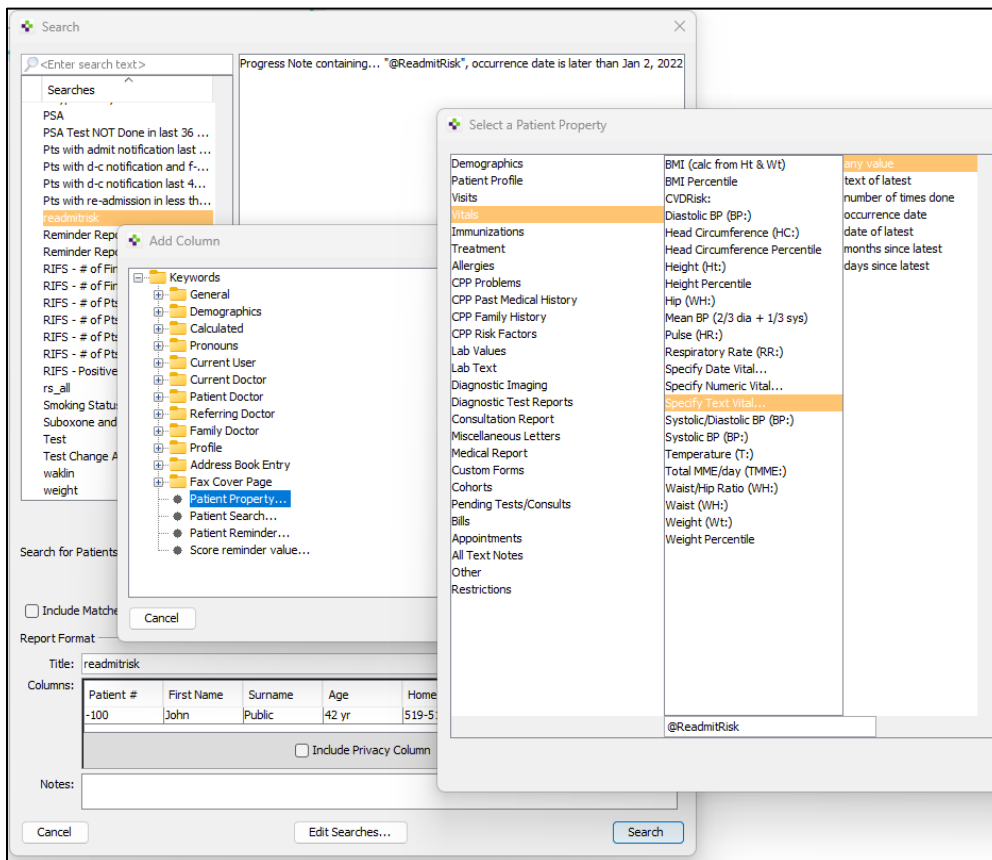 Search
<Enter search text>
Progress Note containing... "@ReadmitRisk", occurrence date is later than Jan 2, 2022
Searches
PSA
PSA Test NOT Done in last 36 ...
Pts with admit notification last ...
Pts with d-c notification and f-...
Pts with d-c notification last 4...
Pts with re-admission in less th...
readmitrisk
Reminder Repo
Reminder Repo
RIFS - # of Fir
RIFS - # of Fir
RIFS - # of Pts
RIFS - # of Pts
RIFS - # of Pts
RIFS - Positive
rs_all
Smoking Status
Suboxone and
Test
Test Change A
waklin
weight
Search for Patients
Include Matche
Report Format
Title:
readmitrisk
Columns:
Patient #
First Name
Surname
Age
Home
-100
John
Public
42 yr
519-5
Include Privacy Column
Notes:
Cancel
Edit Searches...
Search
Add Column
Keywords
General
Demographics
Calculated
Pronouns
Current User
Current Doctor
Patient Doctor
Referring Doctor
Family Doctor
Profile
Address Book Entry
Fax Cover Page
Patient Property...
Patient Search...
Patient Reminder...
Score reminder value...
Cancel
Select a Patient Property
Demographics
Patient Profile
Visits
Vitals
Immunizations
Treatment
Allergies
CPP Problems
CPP Past Medical History
CPP Family History
CPP Risk Factors
Lab Values
Lab Text
Diagnostic Imaging
Diagnostic Test Reports
Consultation Report
Miscellaneous Letters
Medical Report
Custom Forms
Cohorts
Pending Tests/Consults
Bills
Appointments
All Text Notes
Other
Restrictions
BMI (calc from Ht & Wt)
BMI Percentile
CVDRisk:
Diastolic BP (BP:)
Head Circumference (HC:)
Head Circumference Percentile
Height (Ht:)
Height Percentile
Hip (WH:)
Mean BP (2/3 dia + 1/3 sys)
Pulse (HR:)
Respiratory Rate (RR:)
Specify Date Vital...
Specify Numeric Vital...
Specify Text Vital...
Systolic/Diastolic BP (BP:)
Systolic BP (BP:)
Temperature (T:)
Total MME/day (TMME:)
Waist/Hip Ratio (WH:)
Waist (WH:)
Weight (Wt:)
Weight Percentile
@ReadmitRisk
any value
text of latest
number of times done
occurrence date
date of latest
months since latest
days since latest